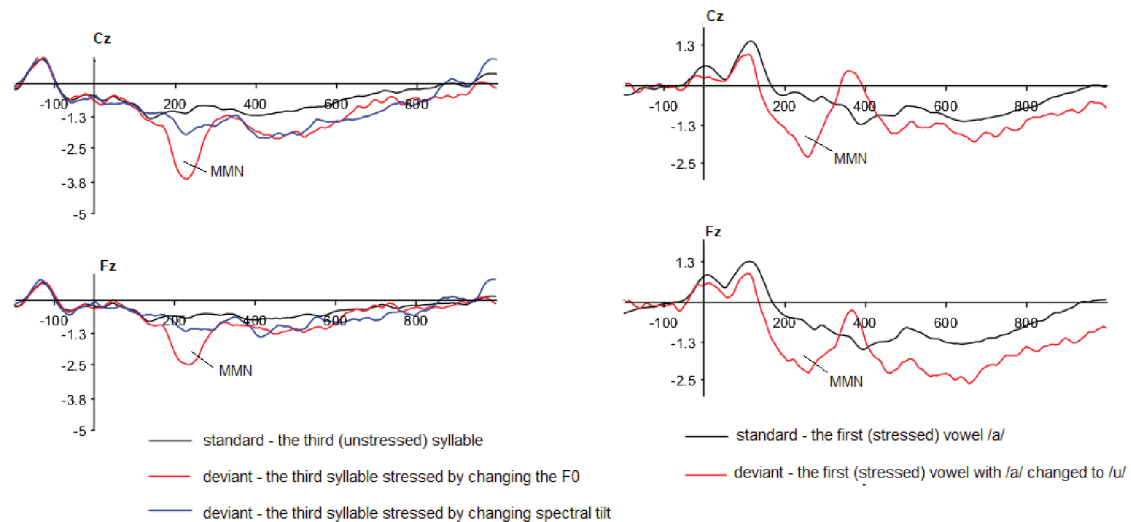 Cz
-100
200
400
600
800
-1.3
-2.5
-3.8
-5
MMN
Fz
-100
200
400
600
800
-1.3
-2.5
-3.8
-5
MMN
standard - the third (unstressed) syllable
deviant - the third syllable stressed by changing the F0
deviant - the third syllable stressed by changing spectral tilt
Cz
1.3
-100
200
400
600
800
-1.3
-2.5
MMN
Fz
1.3
-100
200
400
600
800
-1.3
-2.5
MMN
standard - the first (stressed) vowel /a/
deviant - the first (stressed) vowel with /a/ changed to /u/